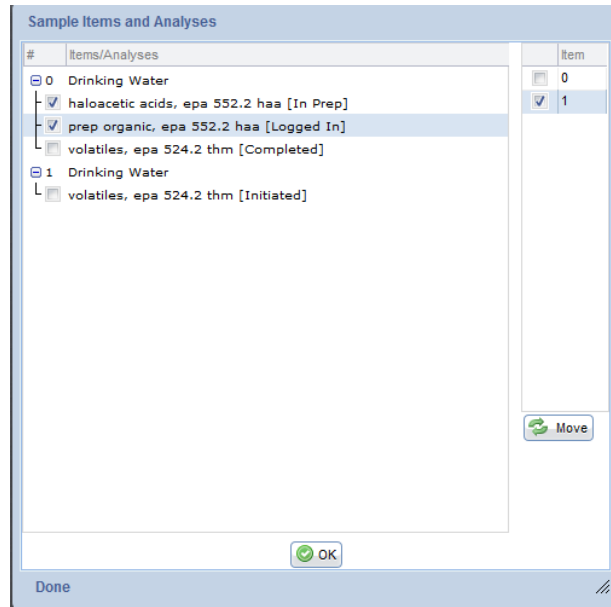 Sample Items and Analyses
# Items/Analyses
0 Drinking Water
haloacetic acids, epa 552.2 haa [In Prep]
prep organic, epa 552.2 haa [Logged In]
volatiles, epa 524.2 thm [Completed]
1 Drinking Water
volatiles, epa 524.2 thm [Initiated]
Item
0
1
Move
OK
Done